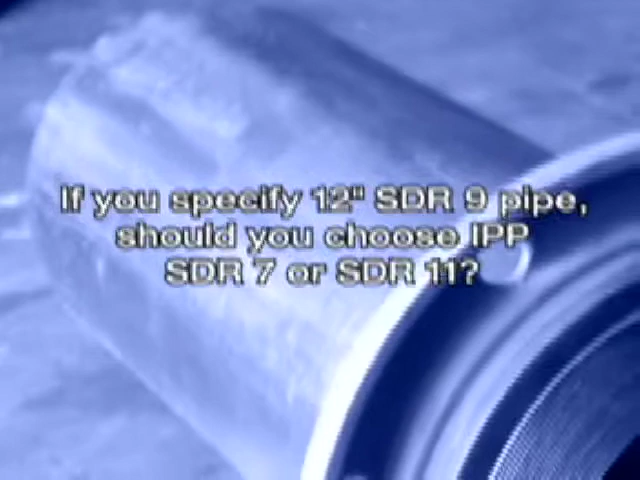 If you specify 12" SDR 9 pipe,
should you choose IPP
SDR 7 or SDR 11?